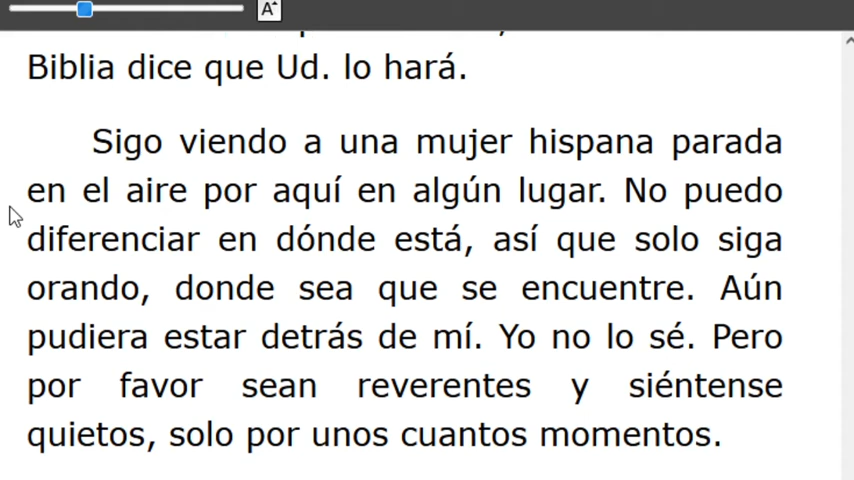 A
Biblia dice que Ud. lo hará.
Sigo viendo a una mujer hispana parada
en el aire por aquí en algún lugar. No puedo
diferenciar en dónde está, así que solo siga
orando, donde sea que se encuentre. Aún
pudiera estar detrás de mí. Yo no lo sé. Pero
por favor sean reverentes y siéntense
quietos, solo por unos cuantos momentos.